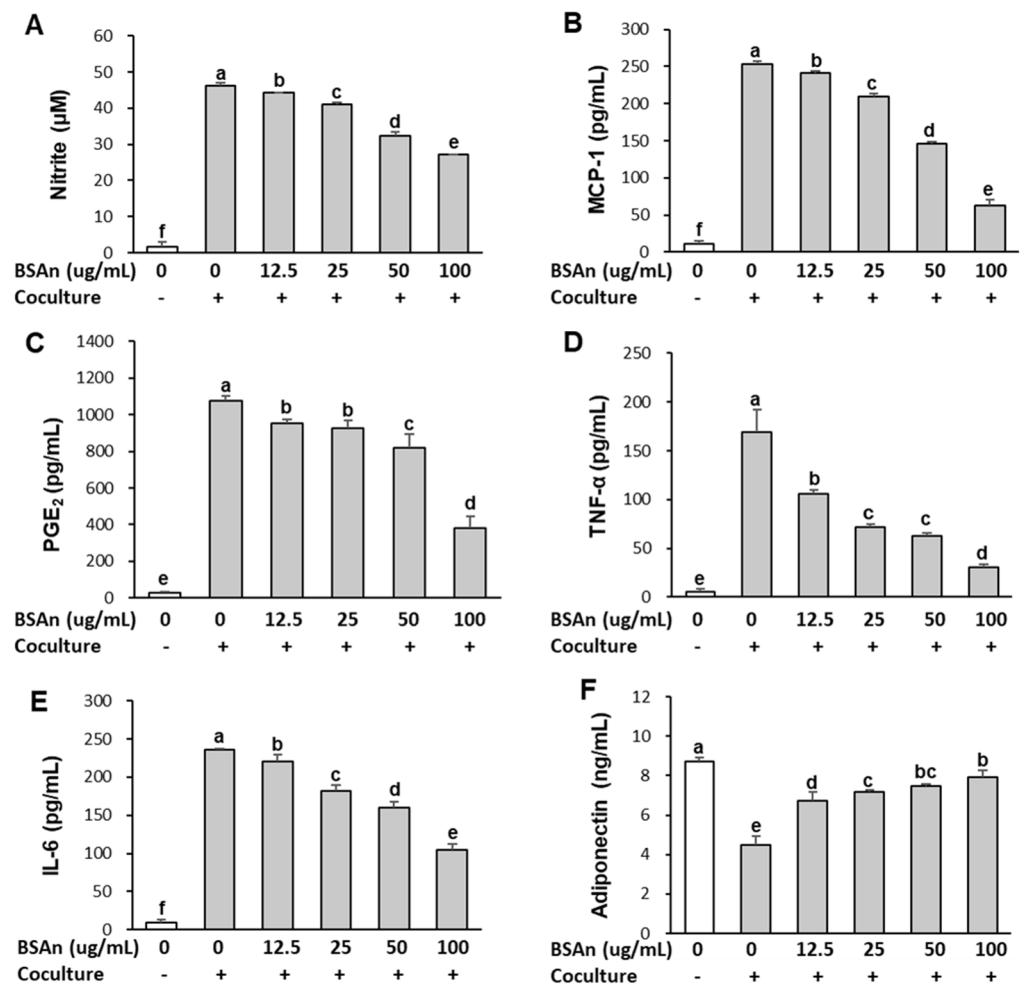 A
Nitrite (µM)
60
50
40
30
20
10
0
f
a
b
c
d
e
BSAn (ug/mL) 0 0 12.5 25 50 100
Coculture - + + + + +
B
MCP-1 (pg/mL)
300
250
200
150
100
50
0
f
a
b
c
d
e
BSAn (ug/mL) 0 0 12.5 25 50 100
Coculture - + + + + +
C
PGE2 (pg/mL)
1400
1200
1000
800
600
400
200
0
e
a
b
b
c
d
BSAn (ug/mL) 0 0 12.5 25 50 100
Coculture - + + + + +
D
TNF-α (pg/mL)
250
200
150
100
50
0
e
a
b
c
c
d
BSAn (ug/mL) 0 0 12.5 25 50 100
Coculture - + + + + +
E
IL-6 (pg/mL)
300
250
200
150
100
50
0
f
a
b
c
d
e
BSAn (ug/mL) 0 0 12.5 25 50 100
Coculture - + + + + +
F
Adiponectin (ng/mL)
12
10
8
6
4
2
0
a
e
d
c
bc
b
BSAn (ug/mL) 0 0 12.5 25 50 100
Coculture - + + + + +